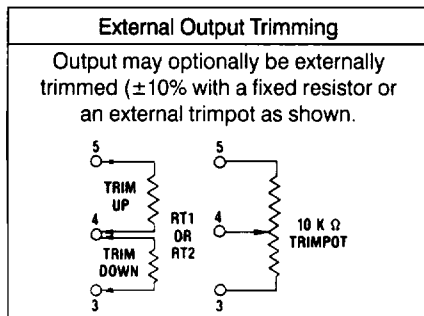 External Output Trimming
Output may optionally be externally
trimmed (±10% with a fixed resistor or
an external trimpot as shown.
5
5
TRIM
UP
4
RT1
OR
RT2
4
10 K Ω
TRIMPOT
TRIM
DOWN
3
3